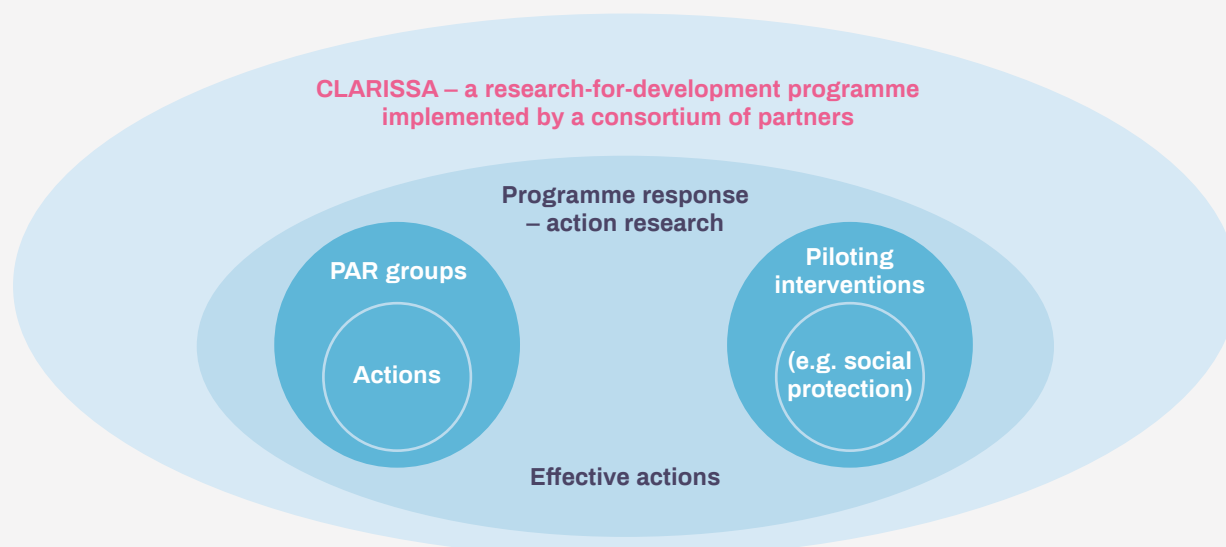 CLARISSA – a research-for-development programme
implemented by a consortium of partners
Programme response
– action research
PAR groups
Actions
Piloting
interventions
(e.g. social
protection)
Effective actions